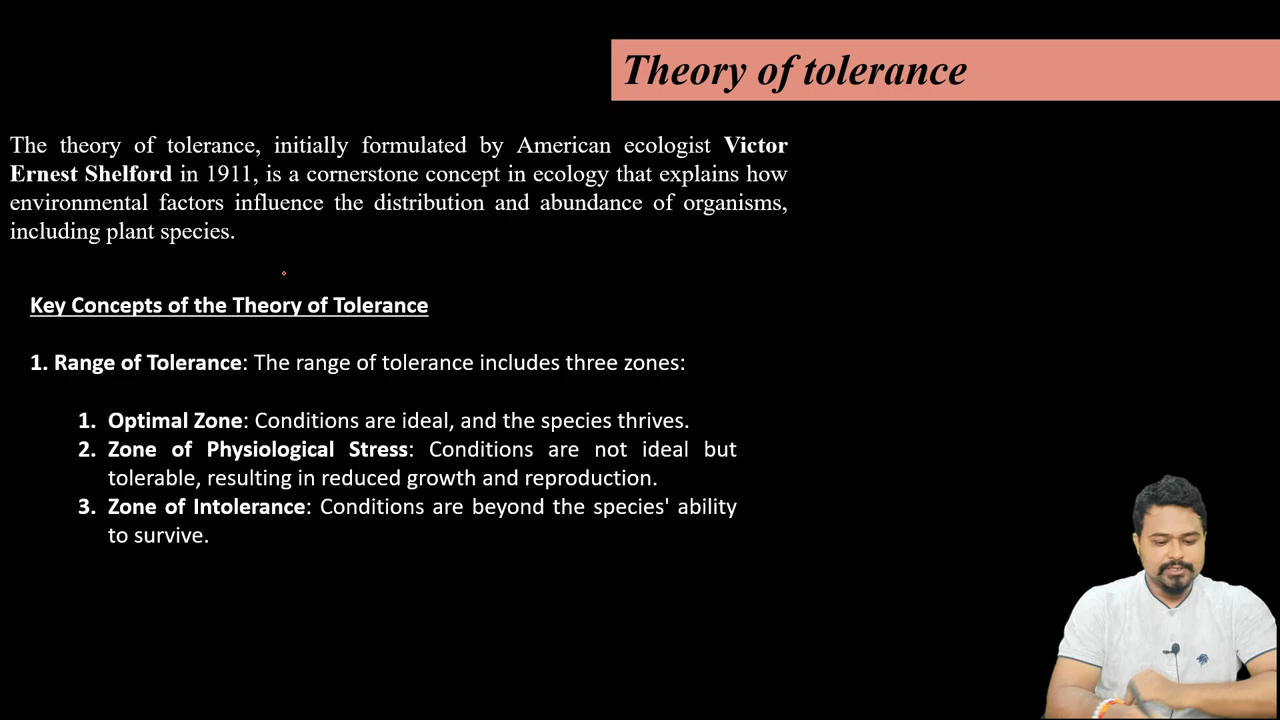 Theory of tolerance
The theory of tolerance, initially formulated by American ecologist Victor
Ernest Shelford in 1911, is a cornerstone concept in ecology that explains how
environmental factors influence the distribution and abundance of organisms,
including plant species.
Key Concepts of the Theory of Tolerance
1. Range of Tolerance: The range of tolerance includes three zones:
1. Optimal Zone: Conditions are ideal, and the species thrives.
2. Zone of Physiological Stress: Conditions are not ideal but
tolerable, resulting in reduced growth and reproduction.
3. Zone of Intolerance: Conditions are beyond the species' ability
to survive.